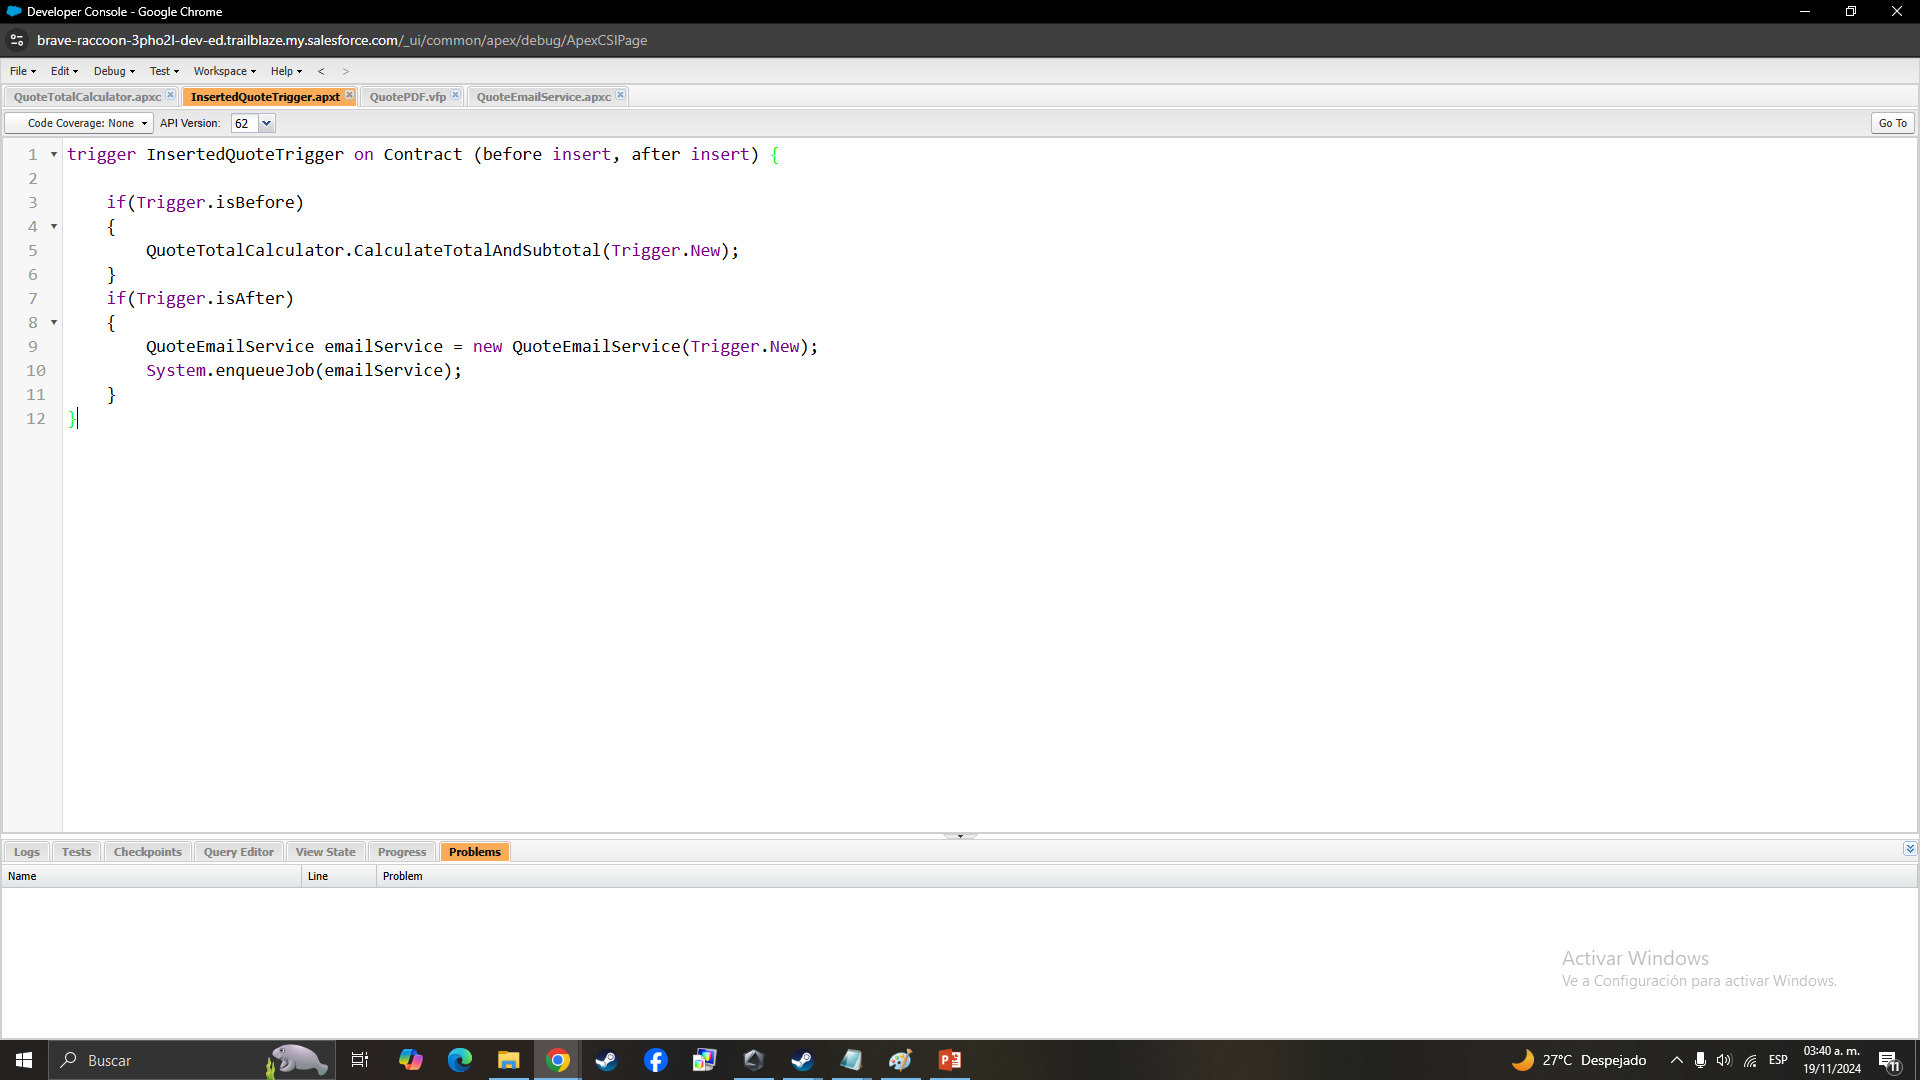 Developer Console - Google Chrome
brave-raccoon-3pho2l-dev-ed.trailblaze.my.salesforce.com/_ui/common/apex/debug/ApexCSIPage
File Edit Debug Test Workspace Help < >
QuoteTotalCalculator.apxc InsertedQuoteTrigger.apxt QuotePDF.vfp QuoteEmailService.apxc
Code Coverage: None API Version: 62 Go To
1 trigger InsertedQuoteTrigger on Contract (before insert, after insert) {
2
3 if(Trigger.isBefore)
4 {
5 QuoteTotalCalculator.CalculateTotalAndSubtotal(Trigger.New);
6 }
7 if(Trigger.isAfter)
8 {
9 QuoteEmailService emailService = new QuoteEmailService(Trigger.New);
10 System.enqueueJob(emailService);
11 }
12 }
Logs Tests Checkpoints Query Editor View State Progress Problems
Name Line Problem
Activar Windows
Ve a Configuración para activar Windows.
Buscar 27°C Despejado ESP 03:40 a. m.
19/11/2024 11